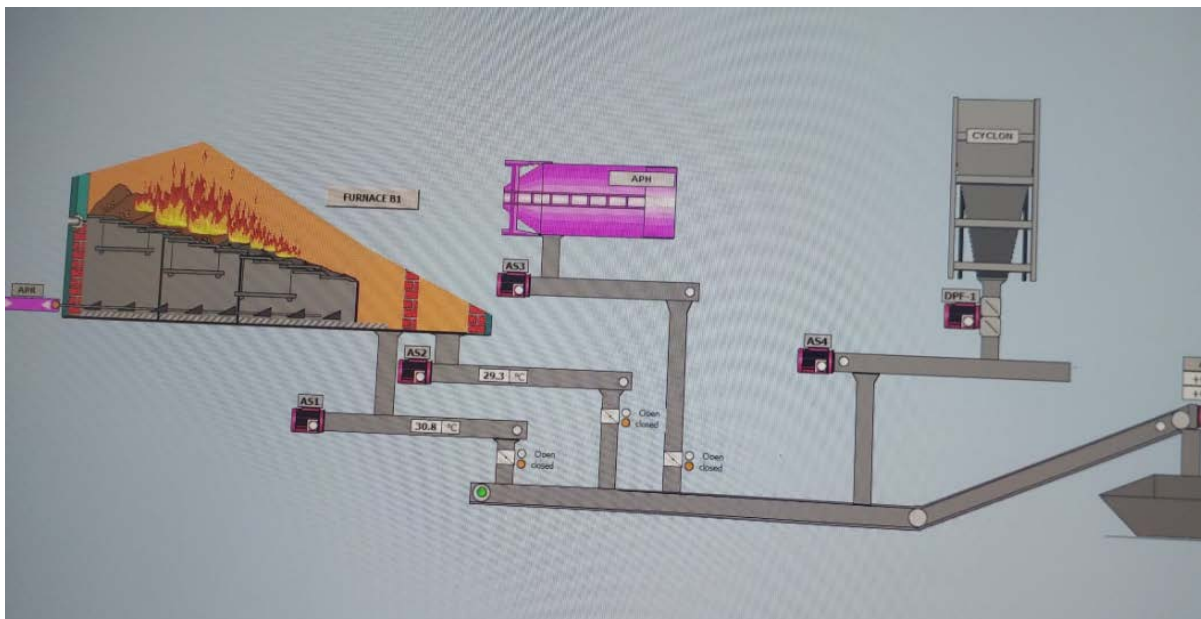 CYCLON
APH
FURNACE B1
AS3
APR
DPF-1
AS4
AS2
29.3 °C
Open
closed
AS1
30.8 °C
Open
closed
Open
closed